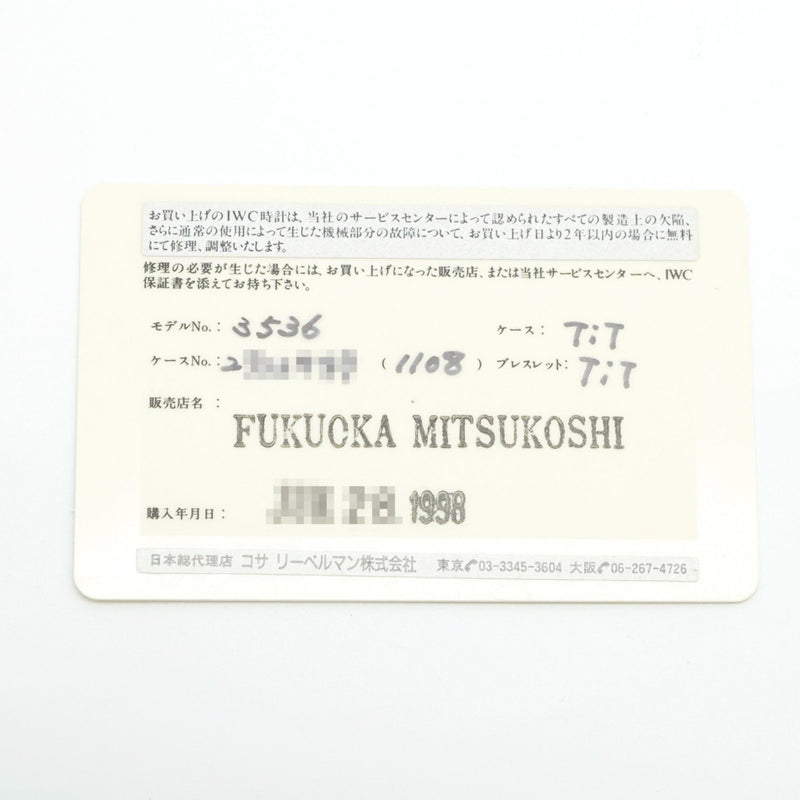 お買い上げのIWC時計は、当社のサービスセンターによって認められたすべての製造上の欠陥、
さらに通常の使用によって生じた機械部分の故障について、お買い上げ日より2年以内の場合に無料
にて修理、調整いたします。
修理の必要が生じた場合には、お買い上げになった販売店、または当社サービスセンターへ、IWC
保証書を添えてお持ち下さい。
モデルNo.: 3536 ケース: TiT
ケースNo.: 2 (1108) ブレスレット: TiT
販売店名 :
FUKUOKA MITSUKOSHI
購入年月日: 1998
日本総代理店 コサ リーベルマン株式会社 東京 03-3345-3604 大阪 06-267-4726